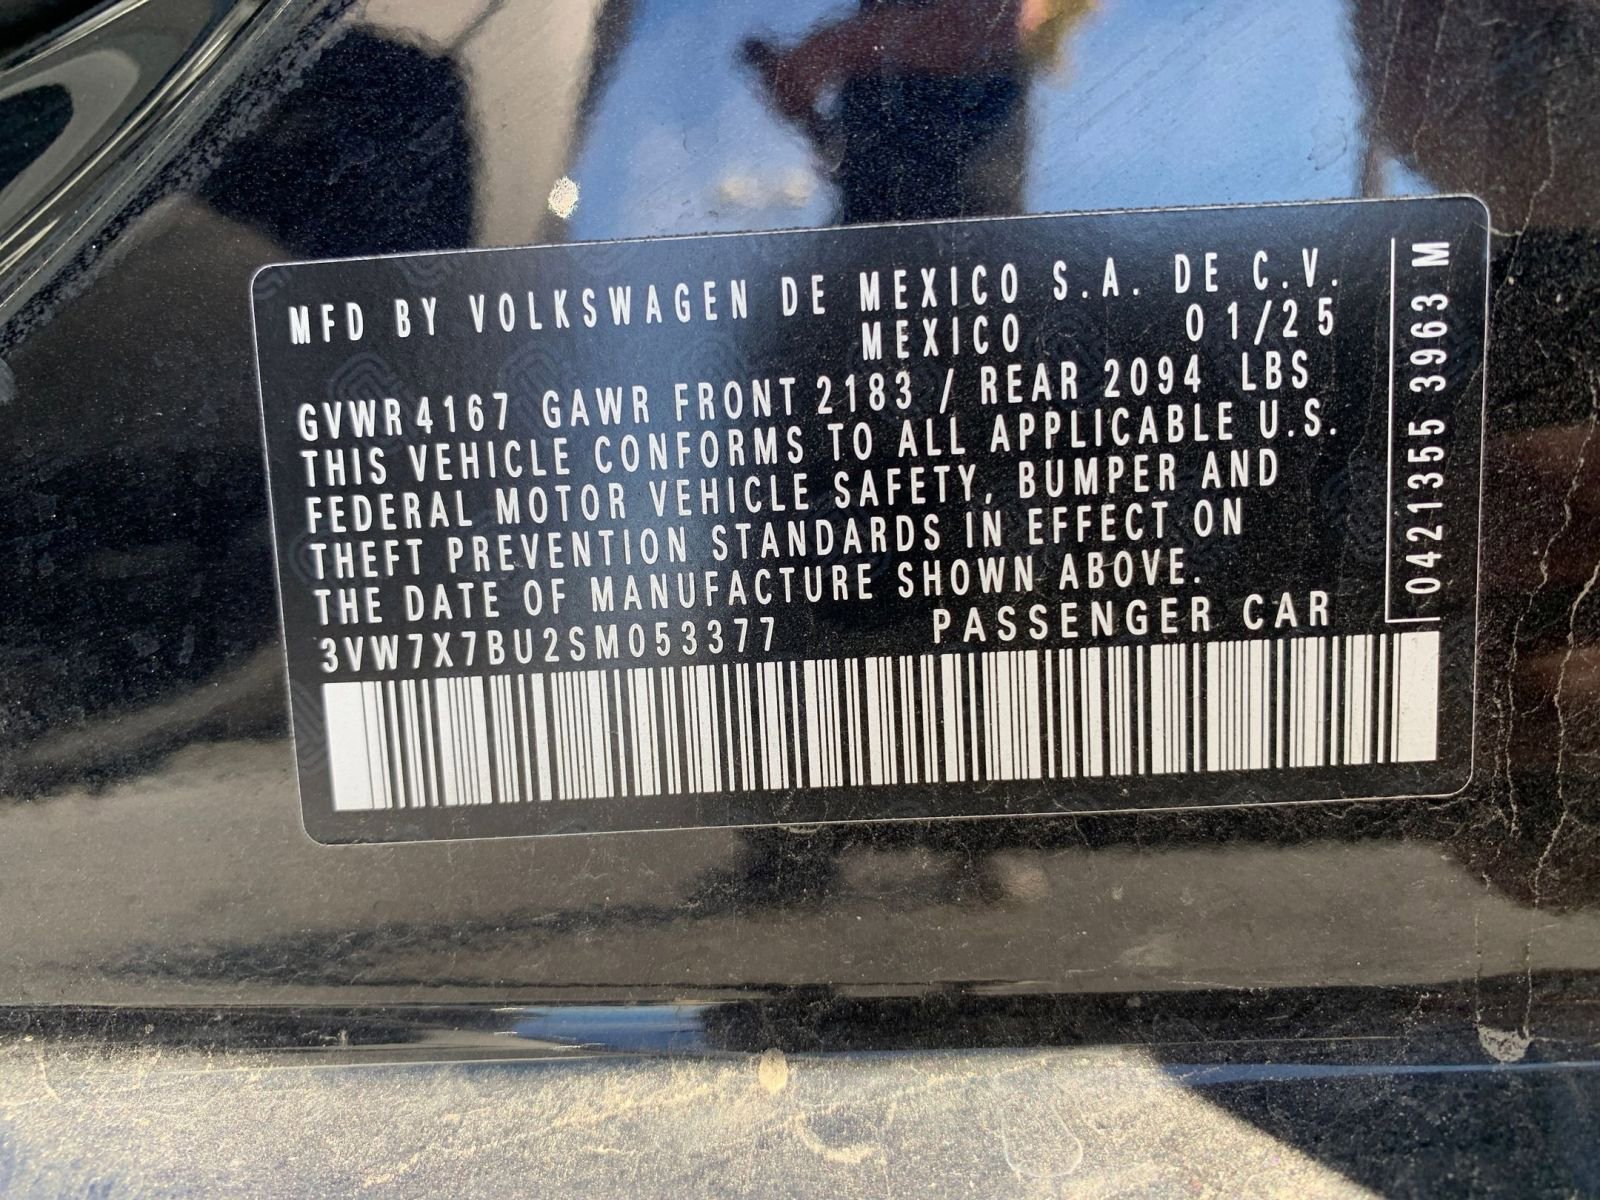 MFD BY VOLKSWAGEN DE MEXICO S.A. DE C.V.
MEXICO 01/25
GVWR 4167 GAWR FRONT 2183 / REAR 2094 LBS
THIS VEHICLE CONFORMS TO ALL APPLICABLE U.S.
FEDERAL MOTOR VEHICLE SAFETY, BUMPER AND
THEFT PREVENTION STANDARDS IN EFFECT ON
THE DATE OF MANUFACTURE SHOWN ABOVE.
3VW7X7BU2SM053377 PASSENGER CAR
0421355 3963 M